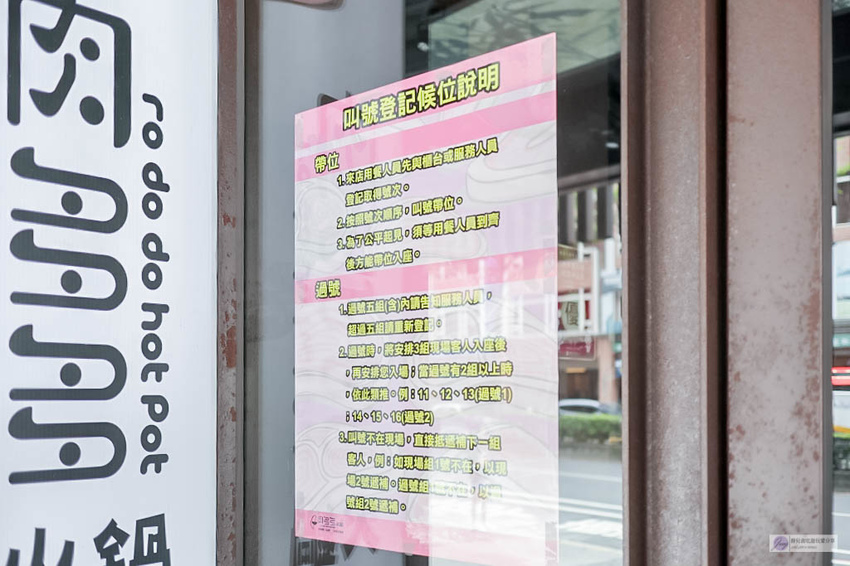 肉
ro do do hot pot
鍋
叫號登記候位說明
帶位
1. 來店用餐人員先與櫃台或服務人員
登記取得號次。
2. 按照號次順序，叫號帶位。
3. 為了公平起見，須等用餐人員到齊
後方能帶位入座。
過號
1. 過號五組(含)內請告知服務人員，
超過五組請重新登記。
2. 過號時，將安排3組現場客人入座後
，再安排您入場；當過號有2組以上時
，依此類推。例：11、12、13(過號1)
；14、15、16(過號2)
3. 叫號不在現場，直接抵遞補下一組
客人，例：如現場組1號不在，以現
場2號遞補。過號組 不在，以過
號組2號遞補。